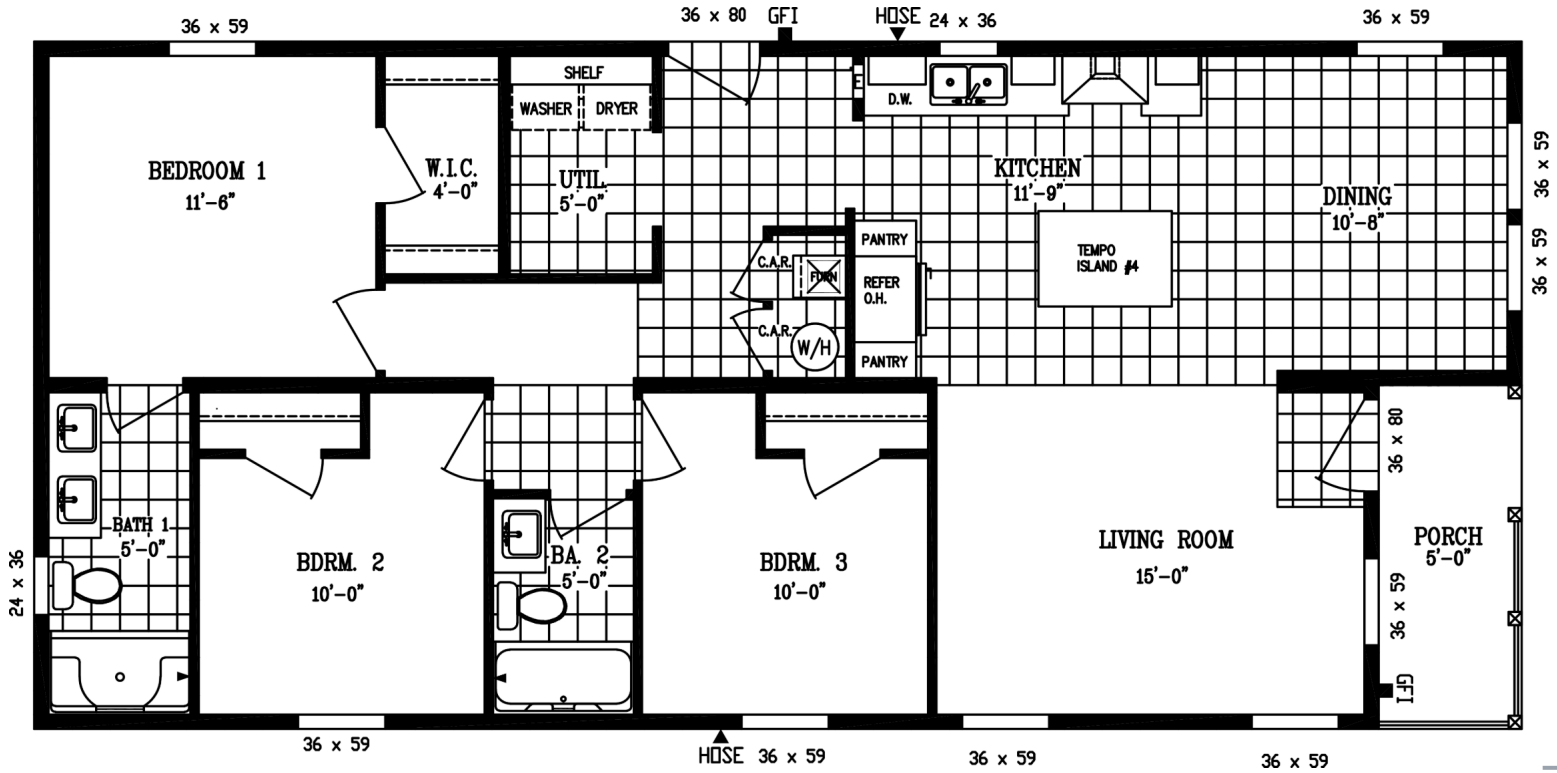 36 x 59
36 x 80
GFI
HOSE
24 x 36
36 x 59
SHELF
WASHER
DRYER
E
D.W.
BEDROOM 1
11'-6"
W.I.C.
4'-0"
UTIL
5'-0"
KITCHEN
11'-9"
DINING
10'-8"
36 x 59
36 x 59
PANTRY
C.A.R.
FURN
REFER
O.H.
TEMPO
ISLAND #4
C.A.R.
W/H
PANTRY
36 x 80
BATH 1
5'-0"
24 x 36
BDRM. 2
10'-0"
BA. 2
5'-0"
BDRM. 3
10'-0"
LIVING ROOM
15'-0"
PORCH
5'-0"
36 x 59
GFI
36 x 59
HOSE
36 x 59
36 x 59
36 x 59